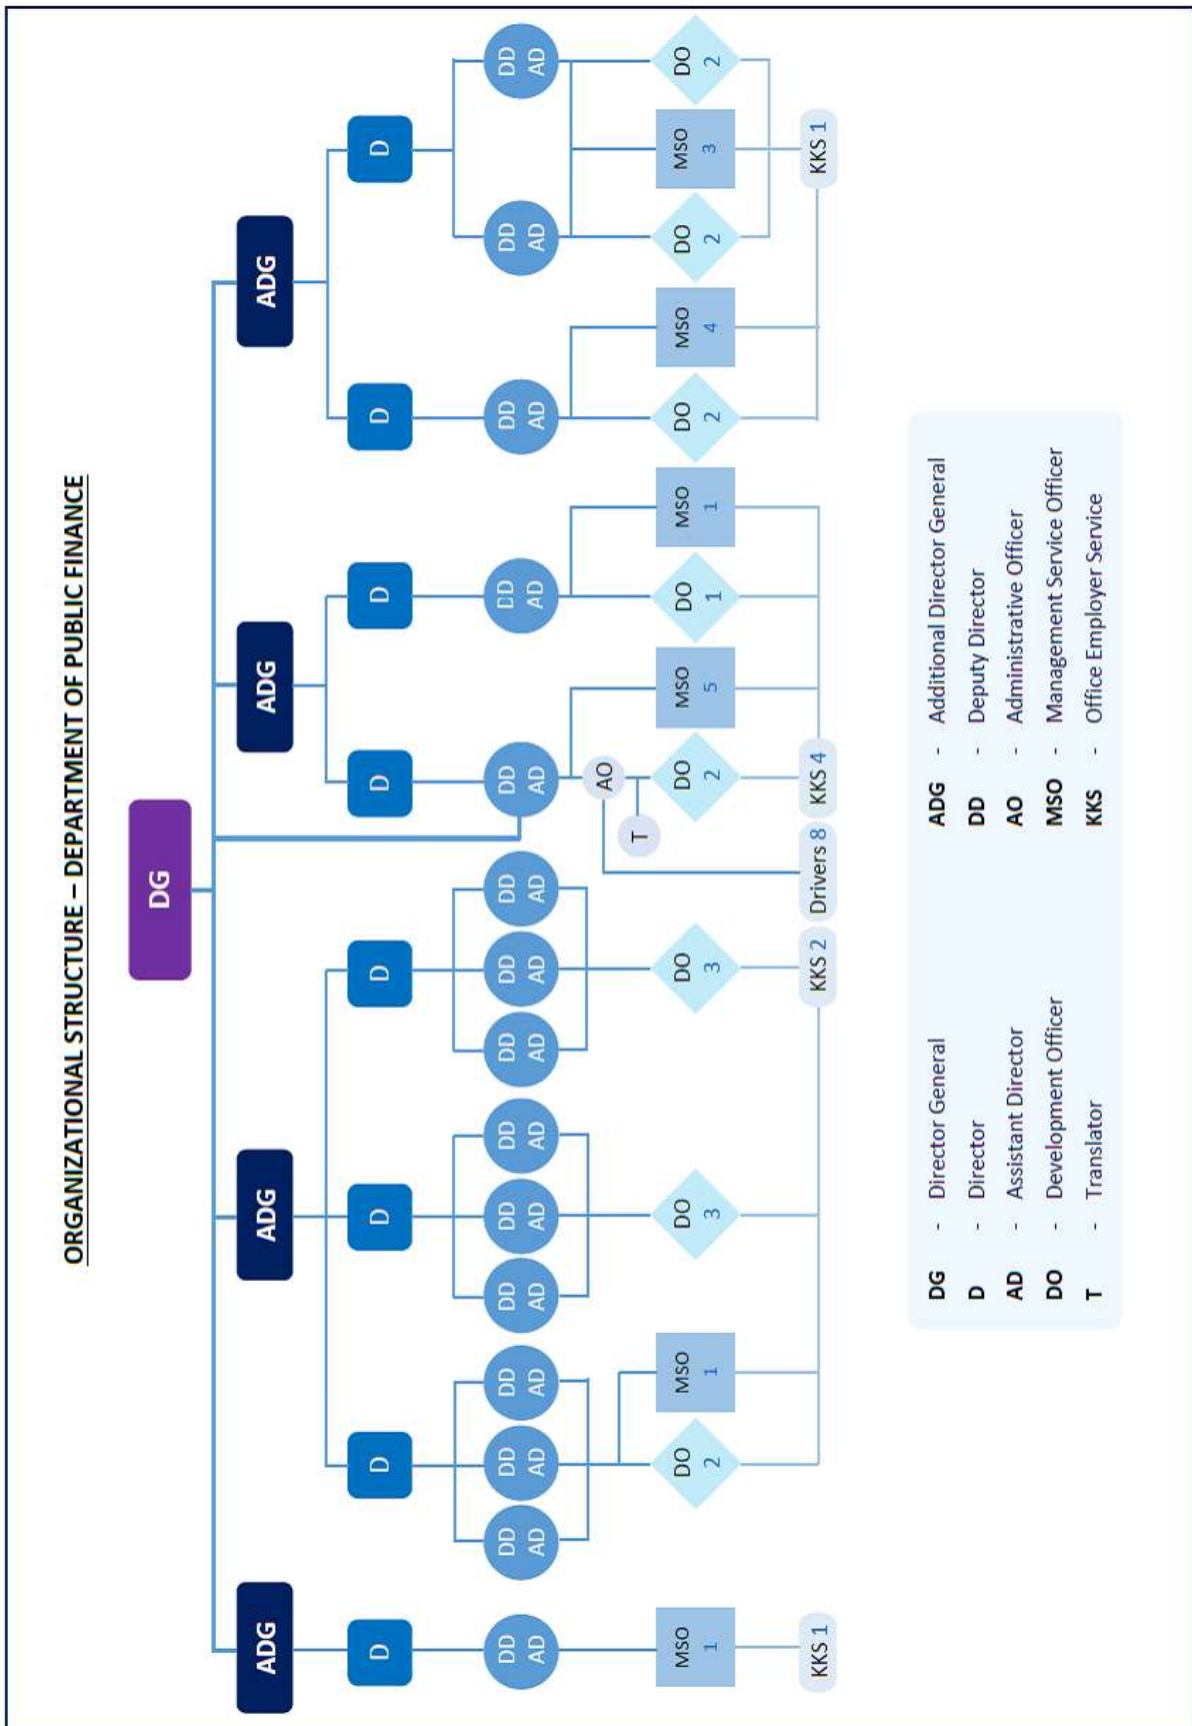 ORGANIZATIONAL STRUCTURE – DEPARTMENT OF PUBLIC FINANCE
DG
ADG
ADG
ADG
ADG
D
D
D
D
D
D
D
D
DD
AD
DD
AD
DD
AD
DD
AD
DD
AD
DD
AD
DD
AD
DD
AD
DD
AD
DD
AD
DD
AD
DD
AD
DD
AD
DD
AD
DD
AD
AO
T
MSO
1
DO
2
MSO
1
DO
3
DO
3
DO
2
MSO
5
DO
1
MSO
1
DO
2
MSO
4
DO
2
MSO
3
DO
2
KKS 1
KKS 2
Drivers 8
KKS 4
KKS 1
DG - Director General ADG - Additional Director General
D - Director DD - Deputy Director
AD - Assistant Director AO - Administrative Officer
DO - Development Officer MSO - Management Service Officer
T - Translator KKS - Office Employer Service